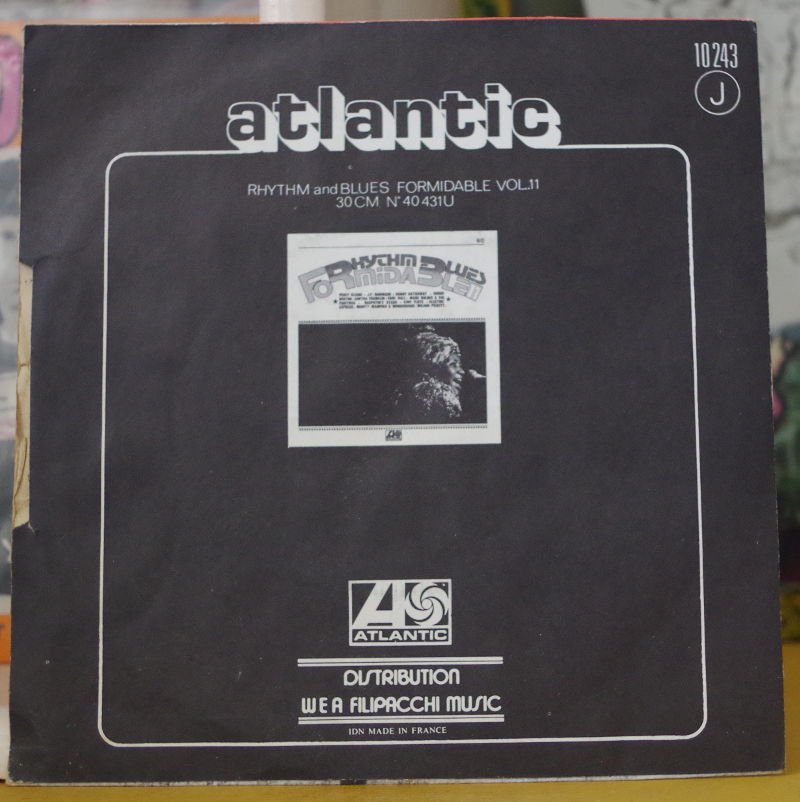 10 243
J
atlantic
RHYTHM and BLUES FORMIDABLE VOL.11
30 CM N° 40 431U
RHYTHM & BLUES
FORMIDABLE 11
ATLANTIC
DISTRIBUTION
WEA FILIPACCHI MUSIC
IDN MADE IN FRANCE